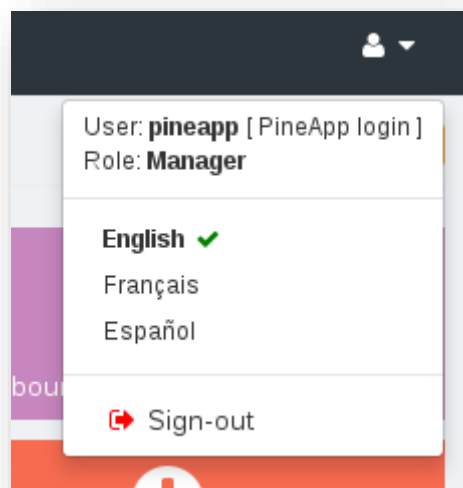 User: pineapp [ PineApp login ]
Role: Manager
English
Français
Español
Sign-out